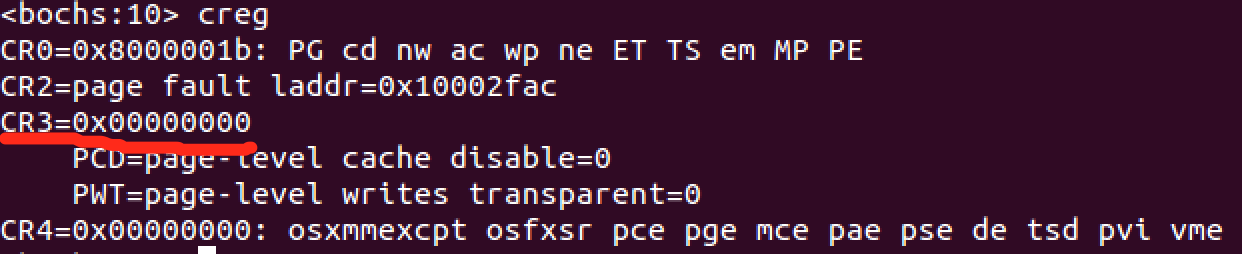 <bochs:10> creg
CR0=0x8000001b: PG cd nw ac wp ne ET TS em MP PE
CR2=page fault laddr=0x10002fac
CR3=0x00000000
    PCD=page-level cache disable=0
    PWT=page-level writes transparent=0
CR4=0x00000000: osxmmexcpt osfxsr pce pge mce pae pse de tsd pvi vme